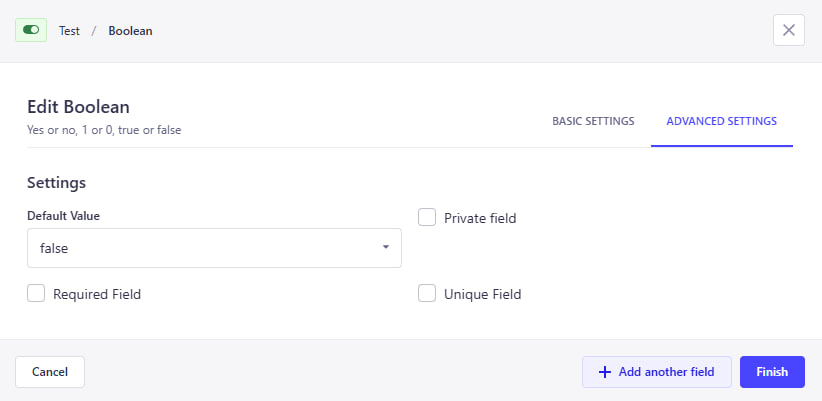 Test / Boolean
Edit Boolean
Yes or no, 1 or 0, true or false
BASIC SETTINGS
ADVANCED SETTINGS
Settings
Default Value
false
Private field
Required Field
Unique Field
Cancel
Add another field
Finish